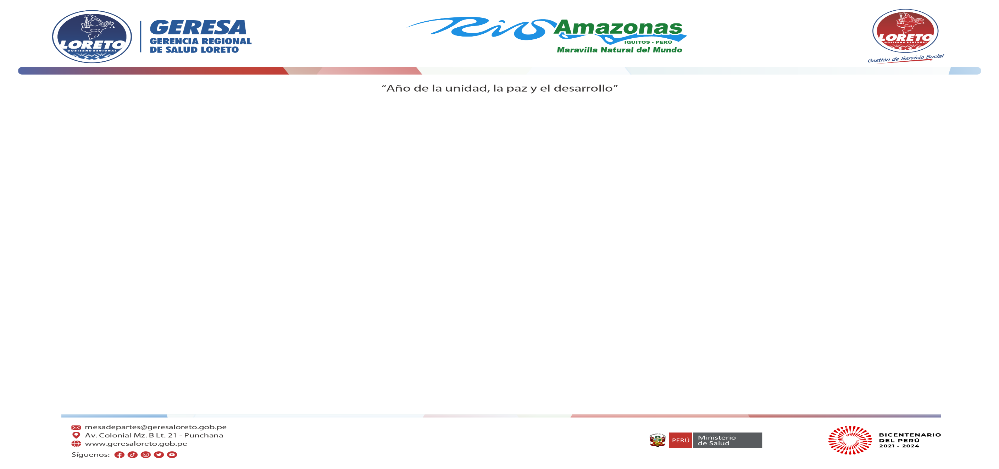 LORETO
GOBIERNO REGIONAL
GERESA
GERENCIA REGIONAL
DE SALUD LORETO
Río Amazonas
IQUITOS - PERÚ
Maravilla Natural del Mundo
LORETO
GOBIERNO REGIONAL
Gestión de Servicio Social
“Año de la unidad, la paz y el desarrollo”
mesadepartes@geresaloreto.gob.pe
Av. Colonial Mz. B Lt. 21 - Punchana
www.geresaloreto.gob.pe
Síguenos:
PERÚ
Ministerio
de Salud
BICENTENARIO
DEL PERÚ
2021 - 2024